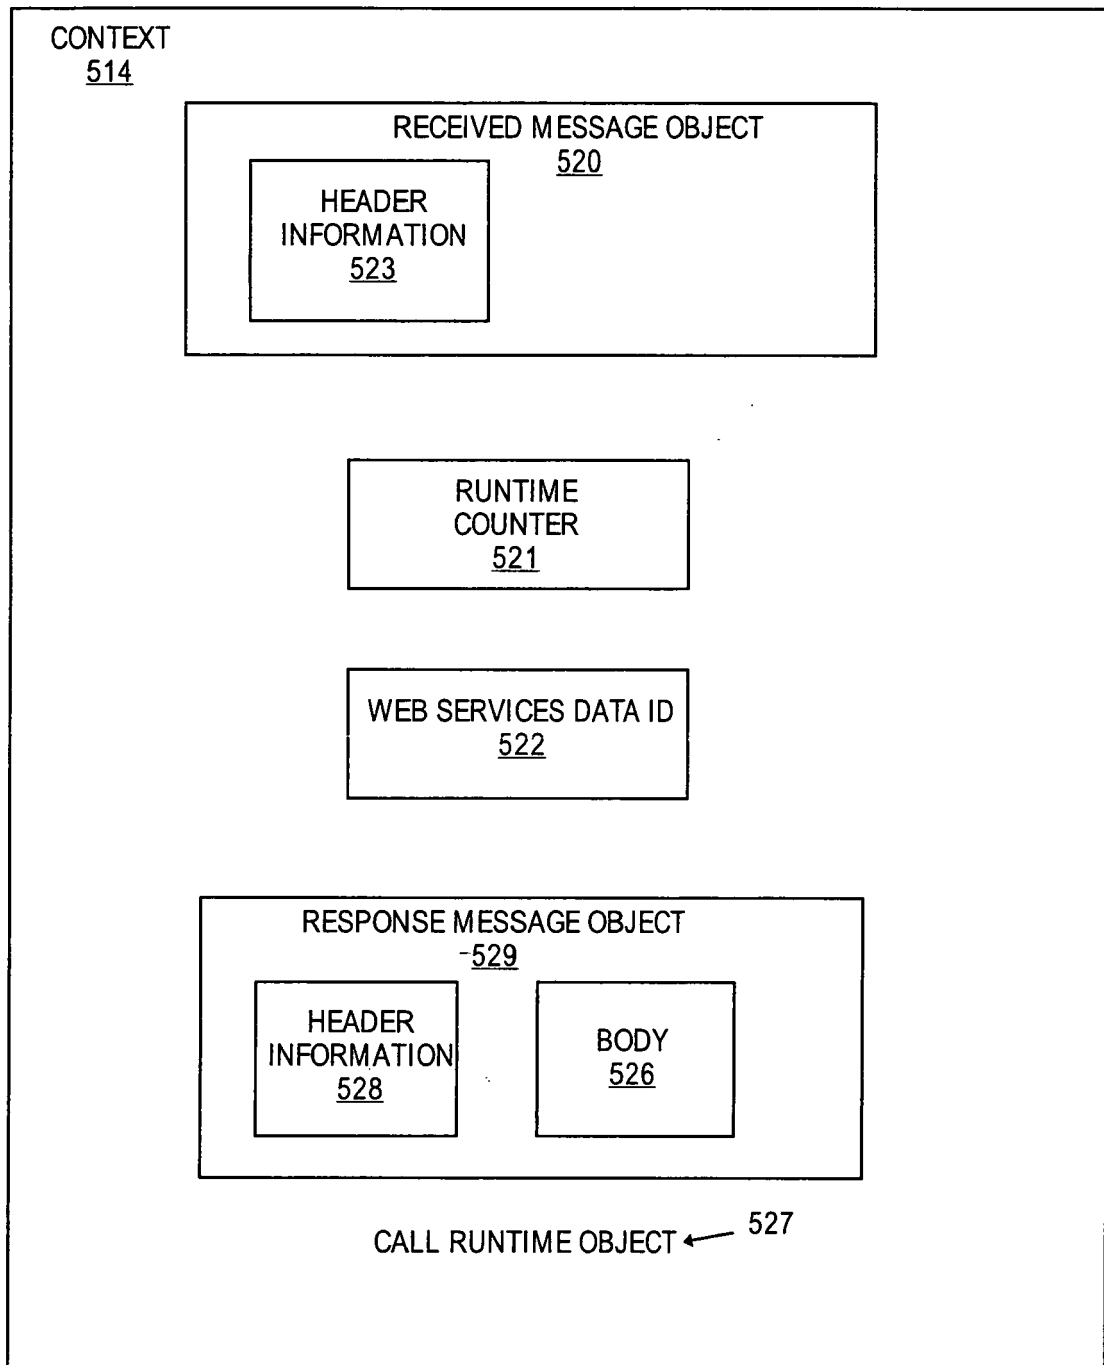 CONTEXT
514
RECEIVED MESSAGE OBJECT
520
HEADER
INFORMATION
523
RUNTIME
COUNTER
521
WEB SERVICES DATA ID
522
RESPONSE MESSAGE OBJECT
529
HEADER
INFORMATION
528
BODY
526
CALL RUNTIME OBJECT 527